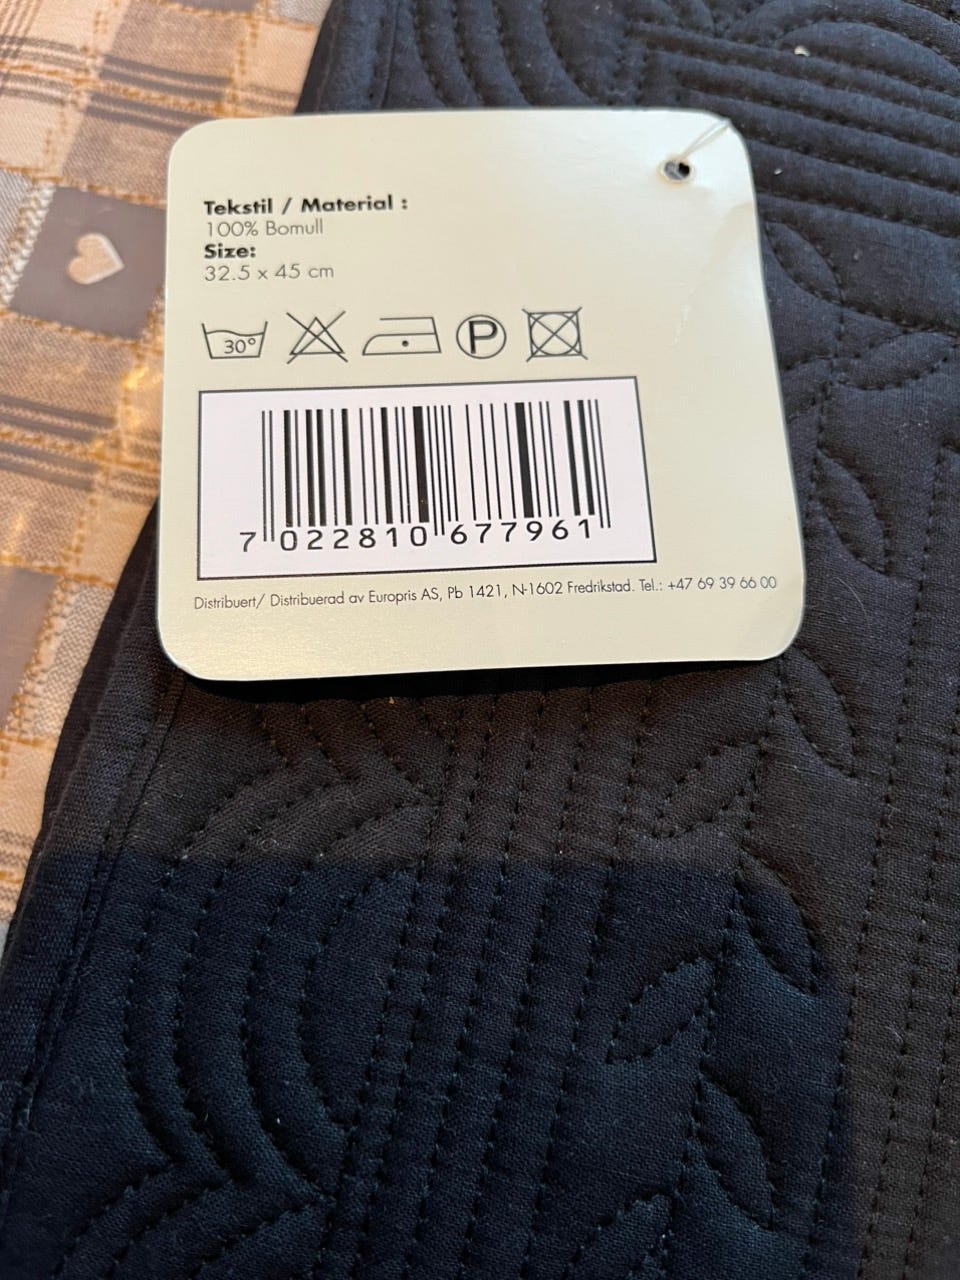 Tekstil / Material :
100% Bomull
Size:
32.5 x 45 cm
30° P
7 022810 677961
Distribuert/ Distribuerad av Europris AS, Pb 1421, N-1602 Fredrikstad. Tel.: +47 69 39 66 00